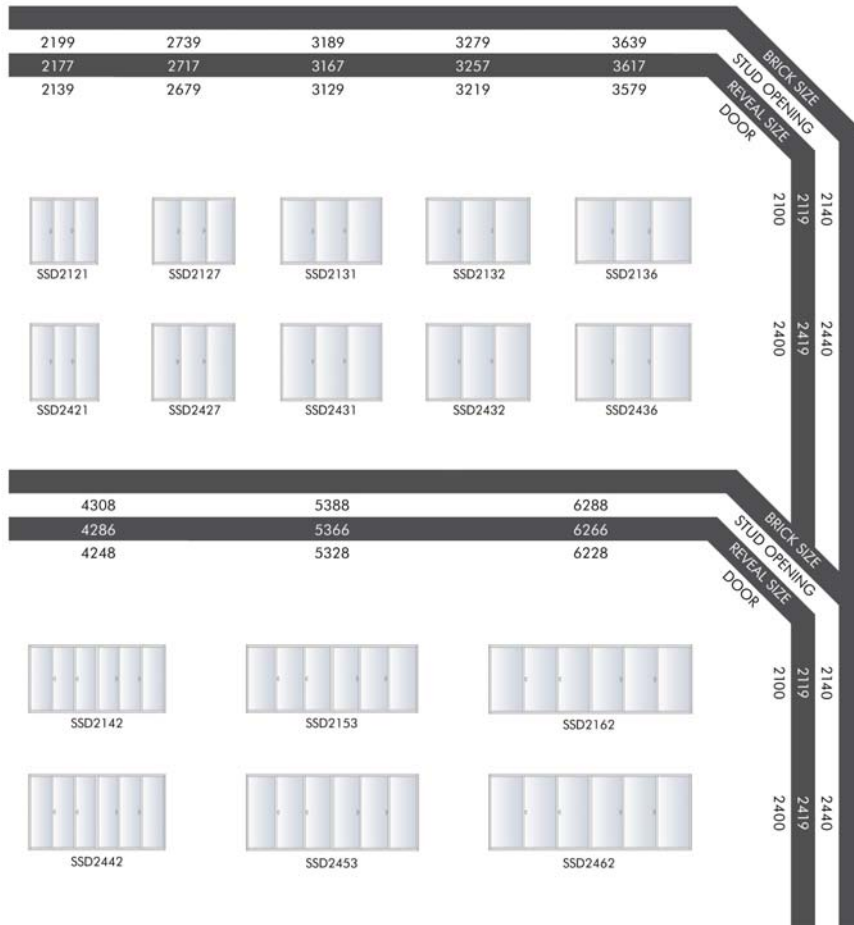 2199 2739 3189 3279 3639
2177 2717 3167 3257 3617
2139 2679 3129 3219 3579
BRICK SIZE
STUD OPENING
REVEAL SIZE
DOOR
2100 2119 2140
SSD2121 SSD2127 SSD2131 SSD2132 SSD2136
2400 2419 2440
SSD2421 SSD2427 SSD2431 SSD2432 SSD2436
4308 5388 6288
4286 5366 6266
4248 5328 6228
BRICK SIZE
STUD OPENING
REVEAL SIZE
DOOR
2100 2119 2140
SSD2142 SSD2153 SSD2162
2400 2419 2440
SSD2442 SSD2453 SSD2462